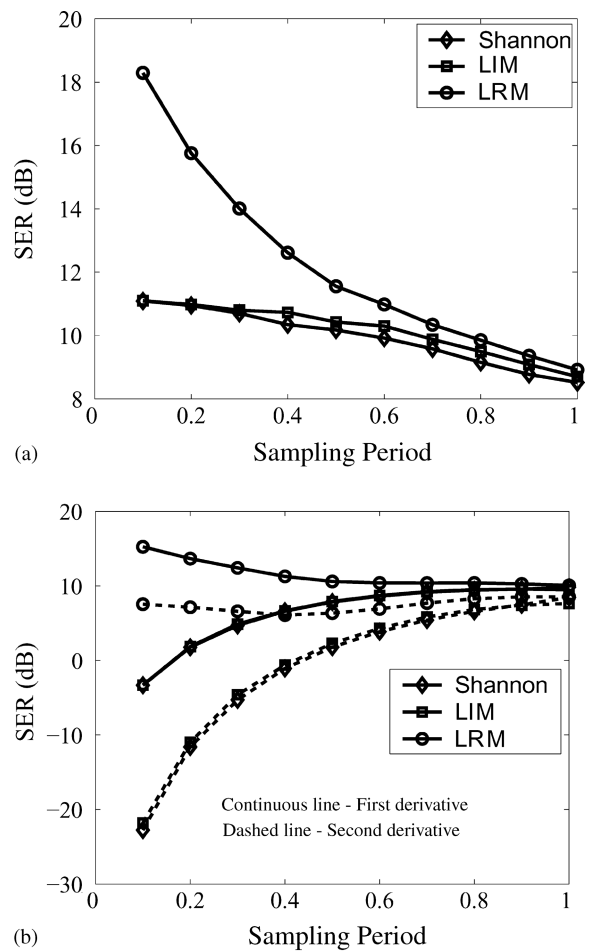 20
18
16
14
12
10
8
SER (dB)
Shannon
LIM
LRM
0 0.2 0.4 0.6 0.8 1
(a) Sampling Period
20
10
0
−10
−20
−30
SER (dB)
Shannon
LIM
LRM
Continuous line - First derivative
Dashed line - Second derivative
0 0.2 0.4 0.6 0.8 1
(b) Sampling Period